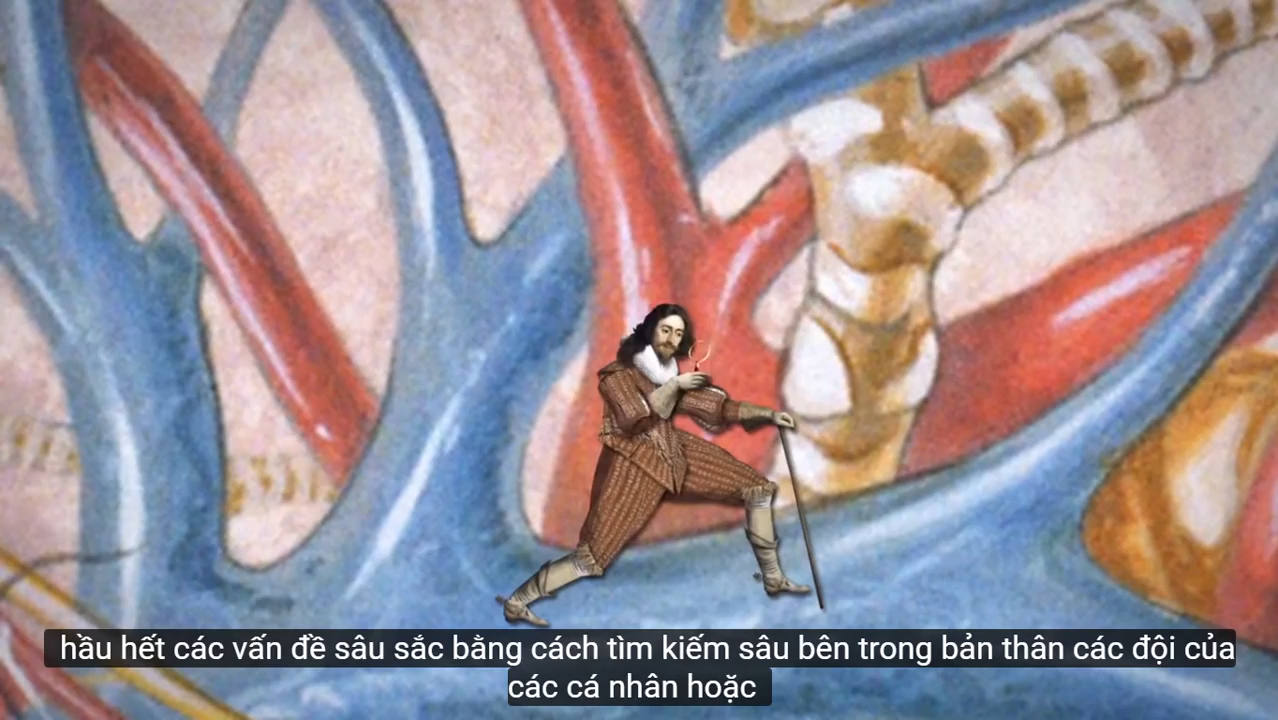 hầu hết các vấn đề sâu sắc bằng cách tìm kiếm sâu bên trong bản thân các đội của
các cá nhân hoặc